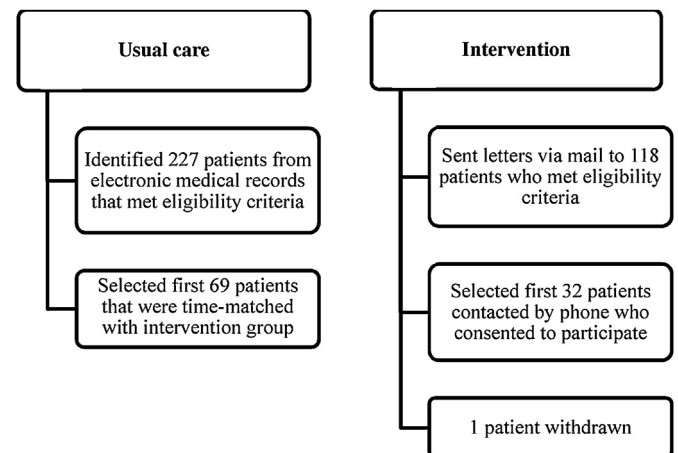 Usual care
Identified 227 patients from
electronic medical records
that met eligibility criteria
Selected first 69 patients
that were time-matched
with intervention group
Intervention
Sent letters via mail to 118
patients who met eligibility
criteria
Selected first 32 patients
contacted by phone who
consented to participate
1 patient withdrawn